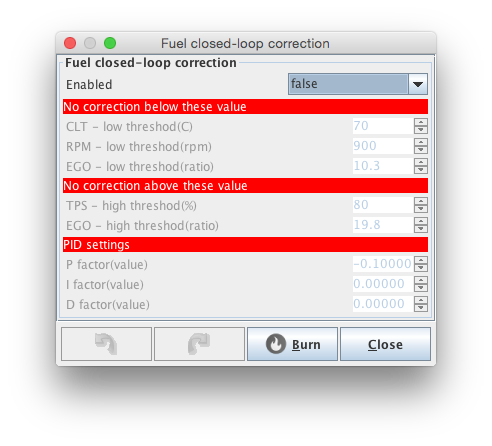 Fuel closed-loop correction
Fuel closed-loop correction
Enabled false
No correction below these value
CLT - low threshod(C) 70
RPM - low threshod(rpm) 900
EGO - low threshod(ratio) 10.3
No correction above these value
TPS - high threshod(%) 80
EGO - high threshod(ratio) 19.8
PID settings
P factor(value) -0.10000
I factor(value) 0.00000
D factor(value) 0.00000
Burn Close